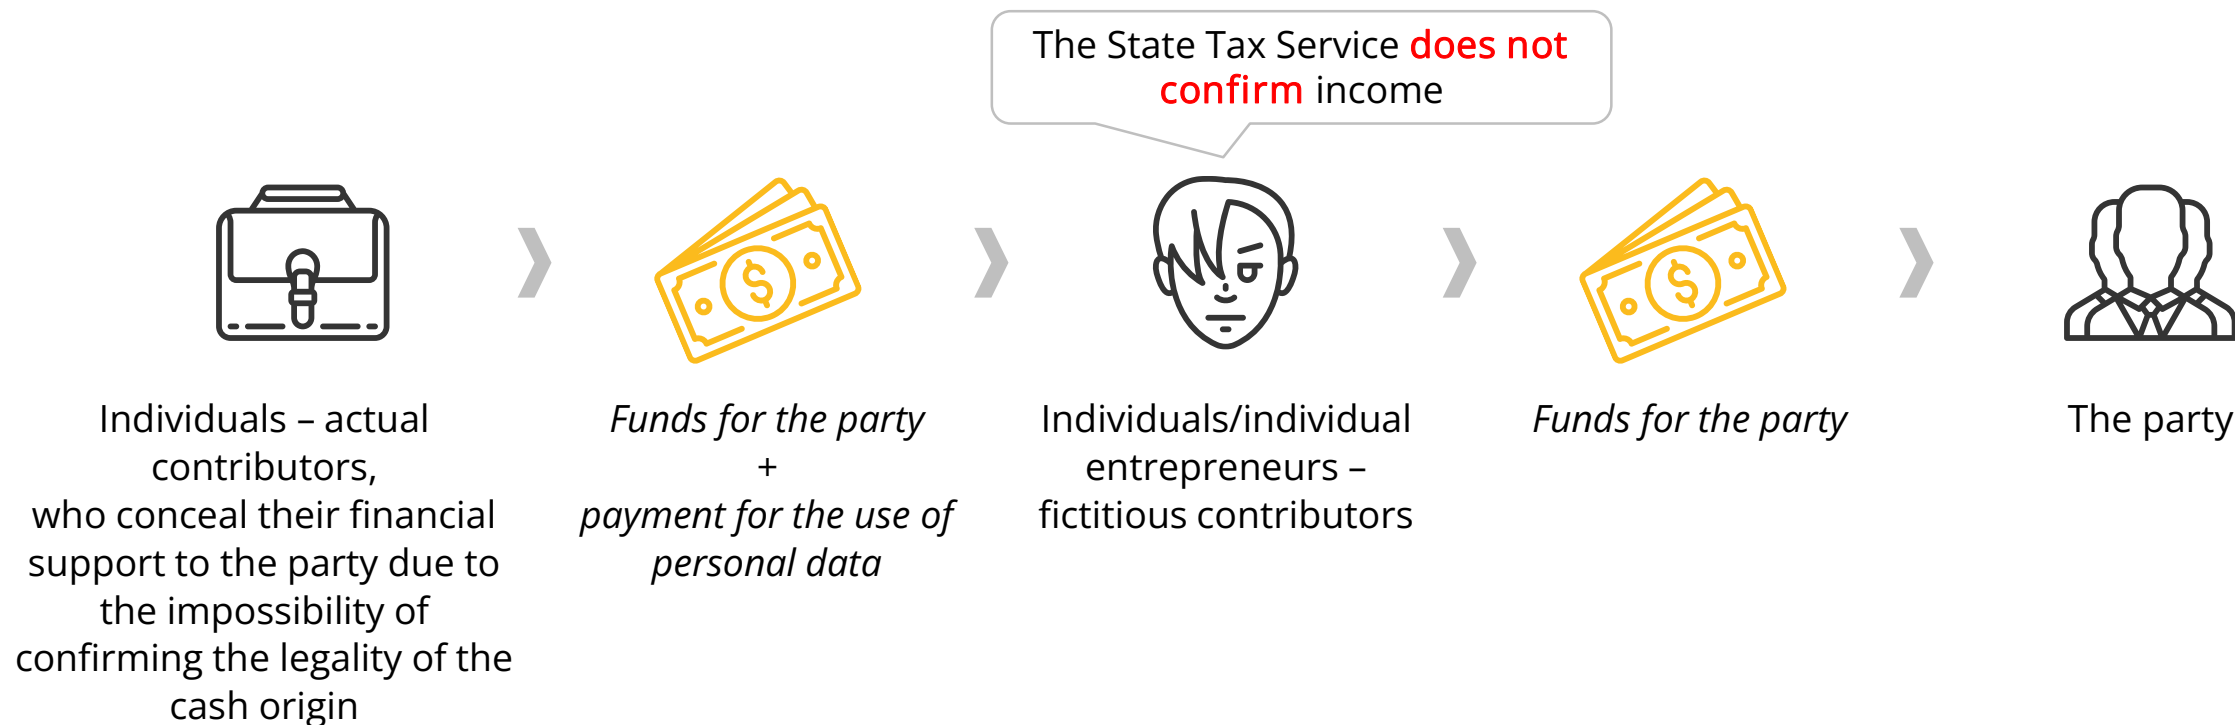 The State Tax Service does not
confirm income
Individuals – actual
contributors,
who conceal their financial
support to the party due to
the impossibility of
confirming the legality of the
cash origin
Funds for the party
+
payment for the use of
personal data
Individuals/individual
entrepreneurs –
fictitious contributors
Funds for the party
The party